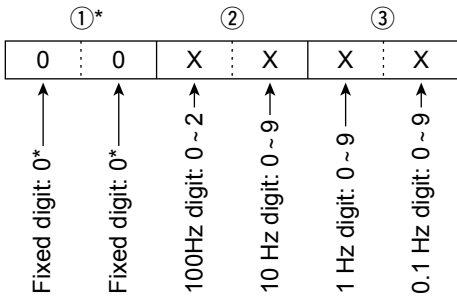 ①* ② ③
0 0 X X X X
Fixed digit: 0*
Fixed digit: 0*
100Hz digit: 0 ~ 2
10 Hz digit: 0 ~ 9
1 Hz digit: 0 ~ 9
0.1 Hz digit: 0 ~ 9